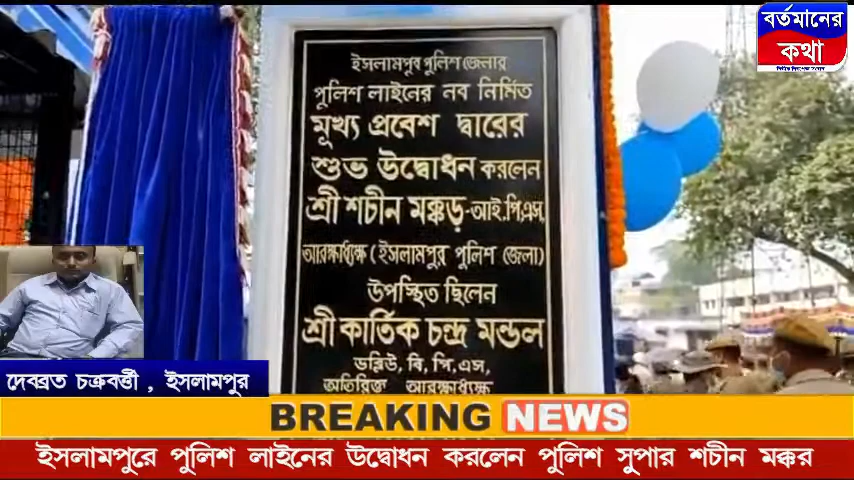 বর্তমানের
কথা
ইসলামপুর পুলিশ জেলার
পুলিশ লাইনের নব নির্মিত
মূখ্য প্রবেশ দ্বারের
শুভ উদ্বোধন করলেন
শ্রী শচীন মক্কড়-আই.পি.এস,
আরক্ষাধ্যক্ষ (ইসলামপুর পুলিশ জেলা)
উপস্থিত ছিলেন
শ্রী কার্তিক চন্দ্র মন্ডল
ডব্লিউ, বি, পি, এস,
অতিরিক্ত আরক্ষাধ্যক্ষ
দেবব্রত চক্রবর্ত্তী , ইসলামপুর
BREAKING NEWS
ইসলামপুরে পুলিশ লাইনের উদ্বোধন করলেন পুলিশ সুপার শচীন মক্কর